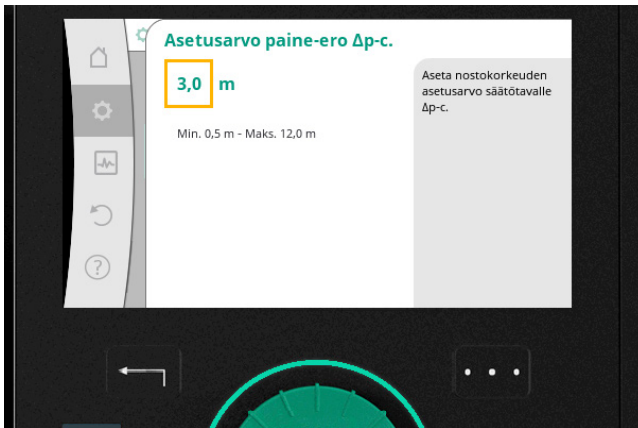 Asetusarvo paine-ero Δp-c.
3,0 m
Min. 0,5 m - Maks. 12,0 m
Aseta nostokorkeuden
asetusarvo säätötavalle
Δp-c.
?